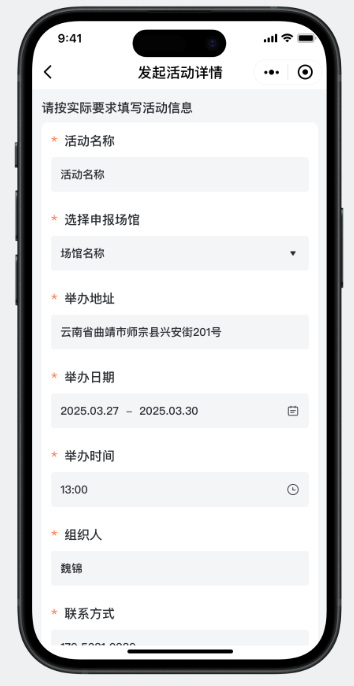 9:41
发起活动详情
请按实际要求填写活动信息
* 活动名称
活动名称
* 选择申报场馆
场馆名称
* 举办地址
云南省曲靖市师宗县兴安街201号
* 举办日期
2025.03.27 – 2025.03.30
* 举办时间
13:00
* 组织人
魏锦
* 联系方式